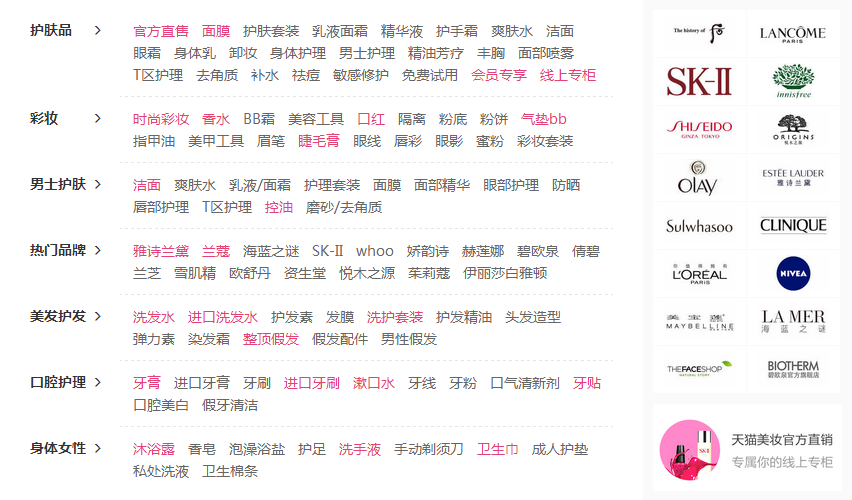 护肤品 > 官方直售 面膜 护肤套装 乳液面霜 精华液 护手霜 爽肤水 洁面
眼霜 身体乳 卸妆 身体护理 男士护理 精油芳疗 丰胸 面部喷雾
T区护理 去角质 补水 祛痘 敏感修护 免费试用 会员专享 线上专柜
彩妆 > 时尚彩妆 香水 BB霜 美容工具 口红 隔离 粉底 粉饼 气垫bb
指甲油 美甲工具 眉笔 睫毛膏 眼线 唇彩 眼影 蜜粉 彩妆套装
男士护肤 > 洁面 爽肤水 乳液/面霜 护理套装 面膜 面部精华 眼部护理 防晒
唇部护理 T区护理 控油 磨砂/去角质
热门品牌 > 雅诗兰黛 兰蔻 海蓝之谜 SK-II whoo 娇韵诗 赫莲娜 碧欧泉 倩碧
兰芝 雪肌精 欧舒丹 资生堂 悦木之源 茱莉蔻 伊丽莎白雅顿
美发护发 > 洗发水 进口洗发水 护发素 发膜 洗护套装 护发精油 头发造型
弹力素 染发霜 整顶假发 假发配件 男性假发
口腔护理 > 牙膏 进口牙膏 牙刷 进口牙刷 漱口水 牙线 牙粉 口气清新剂 牙贴
口腔美白 假牙清洁
身体女性 > 沐浴露 香皂 泡澡浴盐 护足 洗手液 手动剃须刀 卫生巾 成人护垫
私处洗液 卫生棉条
The history of 后
LANCÔME
PARIS
SK-II
innisfree
SHISEIDO
GINZA TOKYO
ORIGINS
悦木之源
OLAY
ESTĒE LAUDER
雅诗兰黛
Sulwhasoo
CLINIQUE
你值得拥有
L'ORÉAL
PARiS
NIVEA
美宝莲
MAYBELLINE
LA MER
海蓝之谜
THEFACESHOP
NATURAL STORY
BIOTHERM
碧欧泉官方旗舰店
SK-II
天猫美妆官方直销
专属你的线上专柜